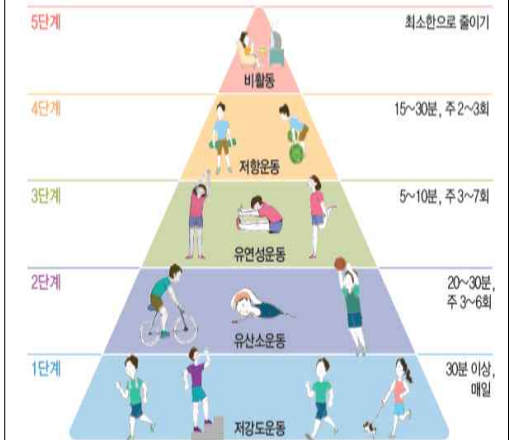 5단계
최소한으로 줄이기
비활동
4단계
15~30분, 주 2~3회
저항운동
3단계
5~10분, 주 3~7회
유연성운동
2단계
20~30분,
주 3~6회
유산소운동
1단계
30분 이상,
매일
저강도운동